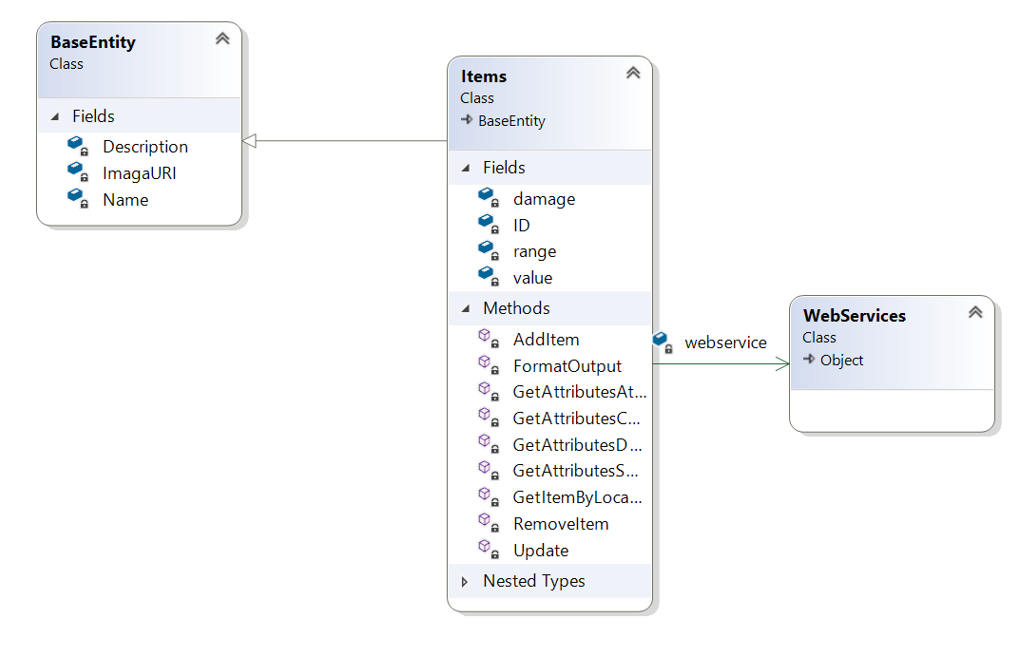 BaseEntity
Class
Fields
Description
ImagaURI
Name
Items
Class
BaseEntity
Fields
damage
ID
range
value
Methods
AddItem
FormatOutput
GetAttributesAt...
GetAttributesC...
GetAttributesD...
GetAttributesS...
GetItemByLoca...
RemoveItem
Update
Nested Types
webservice
WebServices
Class
Object